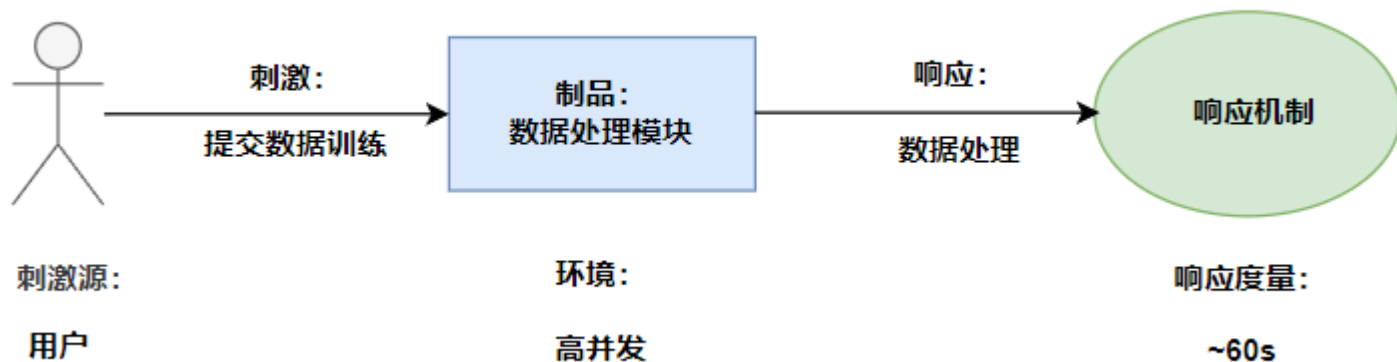 刺激：
提交数据训练
制品：
数据处理模块
响应：
数据处理
响应机制
刺激源：
用户
环境：
高并发
响应度量：
~60s